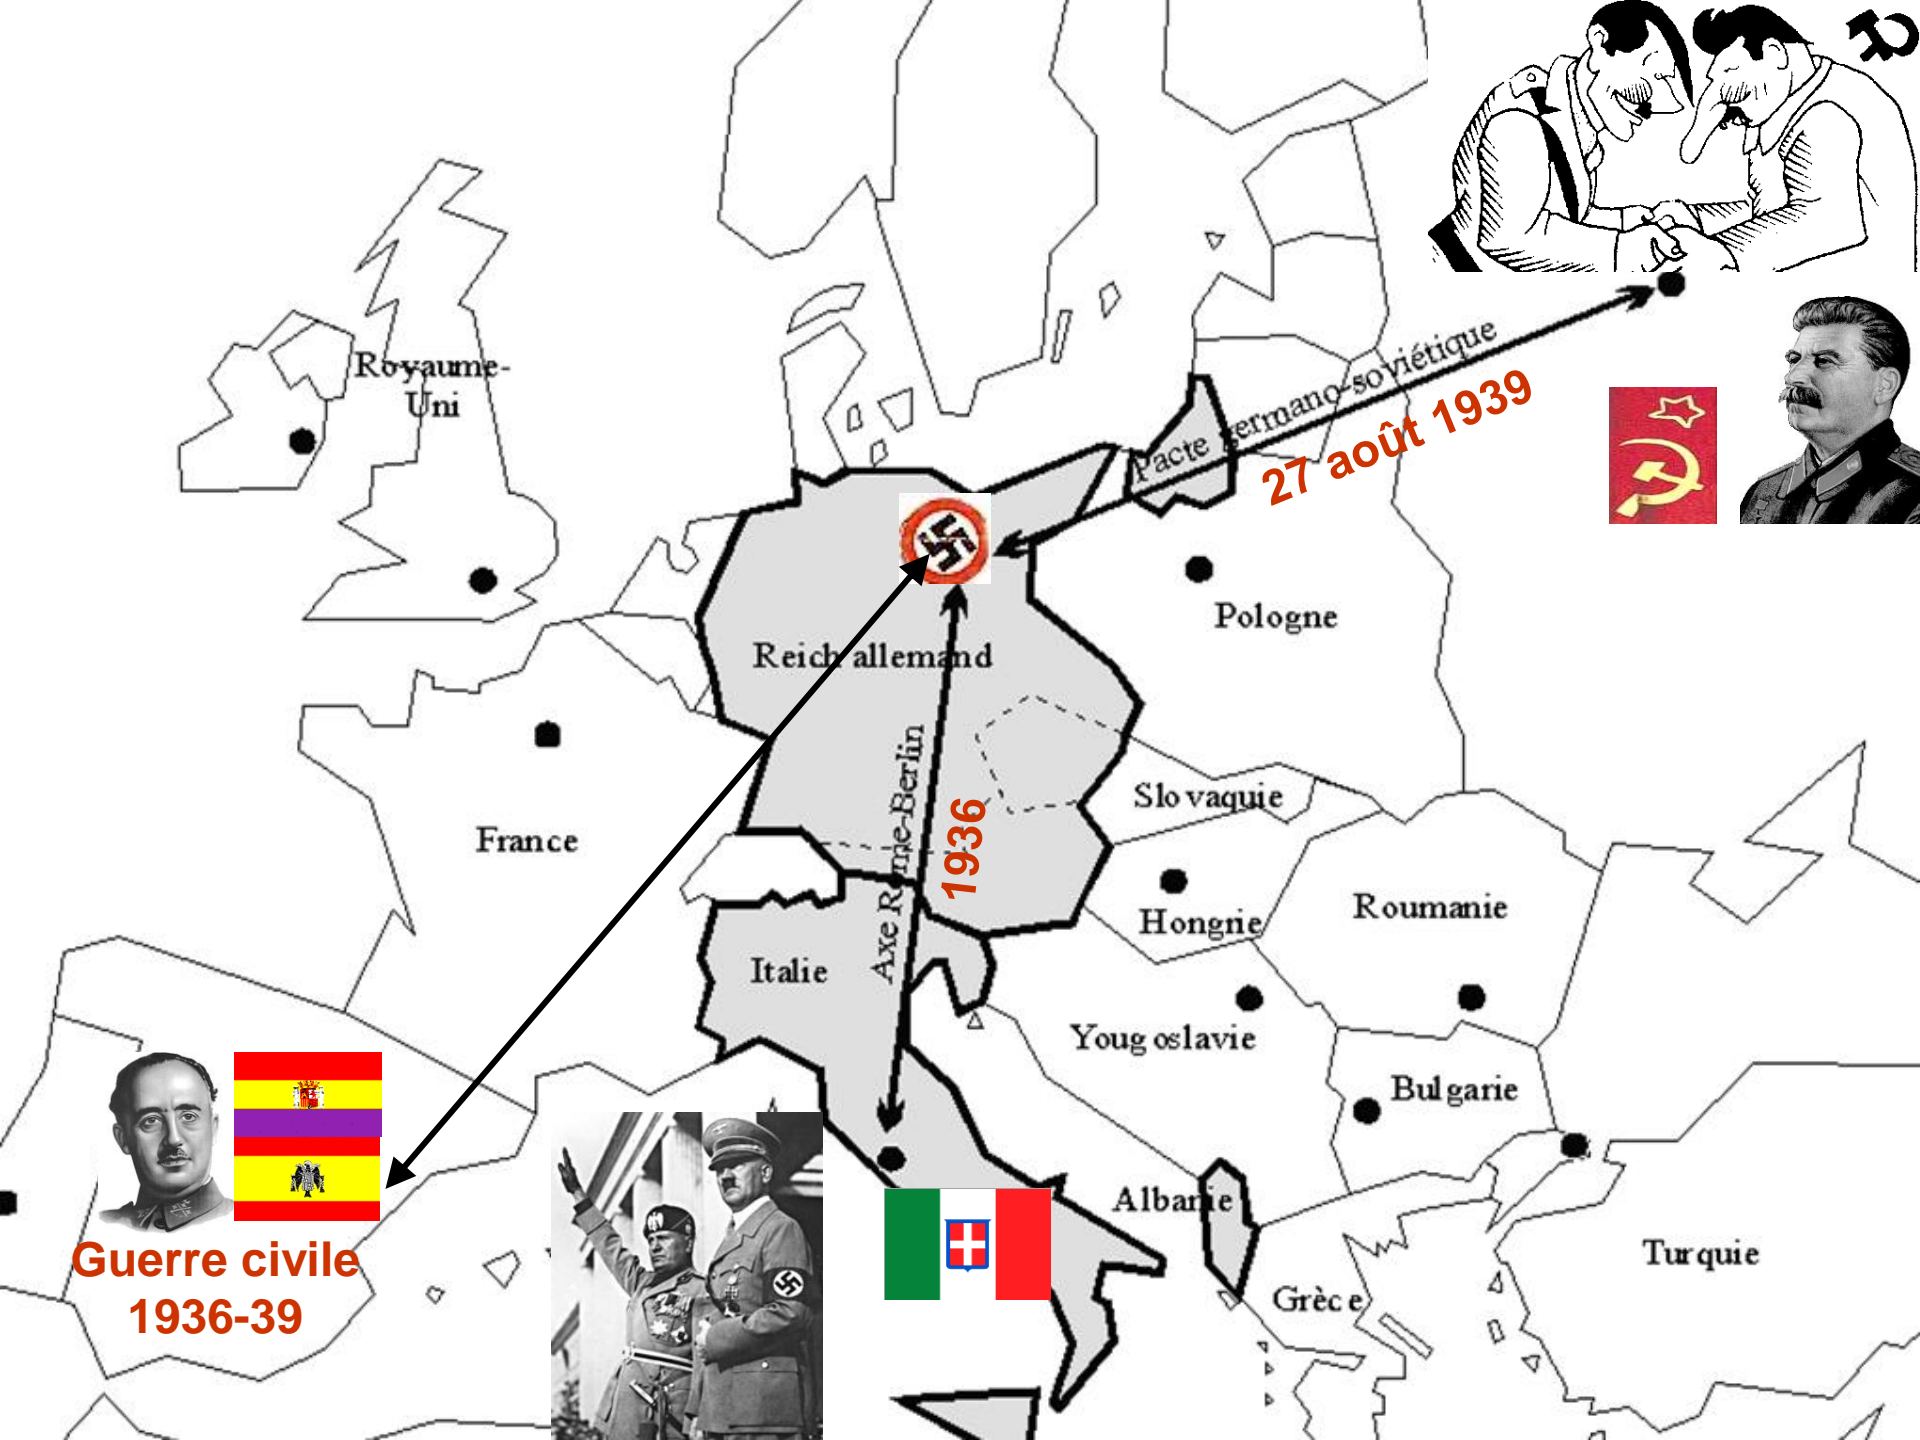 Royaume-
Uni
Pacte germano-soviétique
27 août 1939
Pologne
Reich allemand
Axe Rome-Berlin
1936
Slovaquie
France
Hongrie
Roumanie
Italie
Yougoslavie
Bulgarie
Albanie
Guerre civile
1936-39
Grèce
Turquie